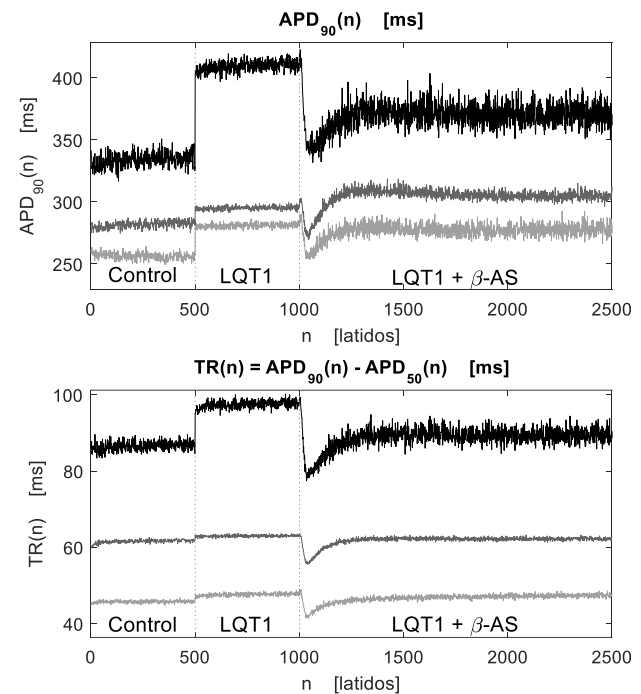 APD90(n) [ms]
APD90(n) [ms]
400
350
300
250
Control LQT1 LQT1 + β-AS
0 500 1000 1500 2000 2500
n [latidos]
TR(n) = APD90(n) - APD50(n) [ms]
TR(n) [ms]
100
80
60
40
Control LQT1 LQT1 + β-AS
0 500 1000 1500 2000 2500
n [latidos]